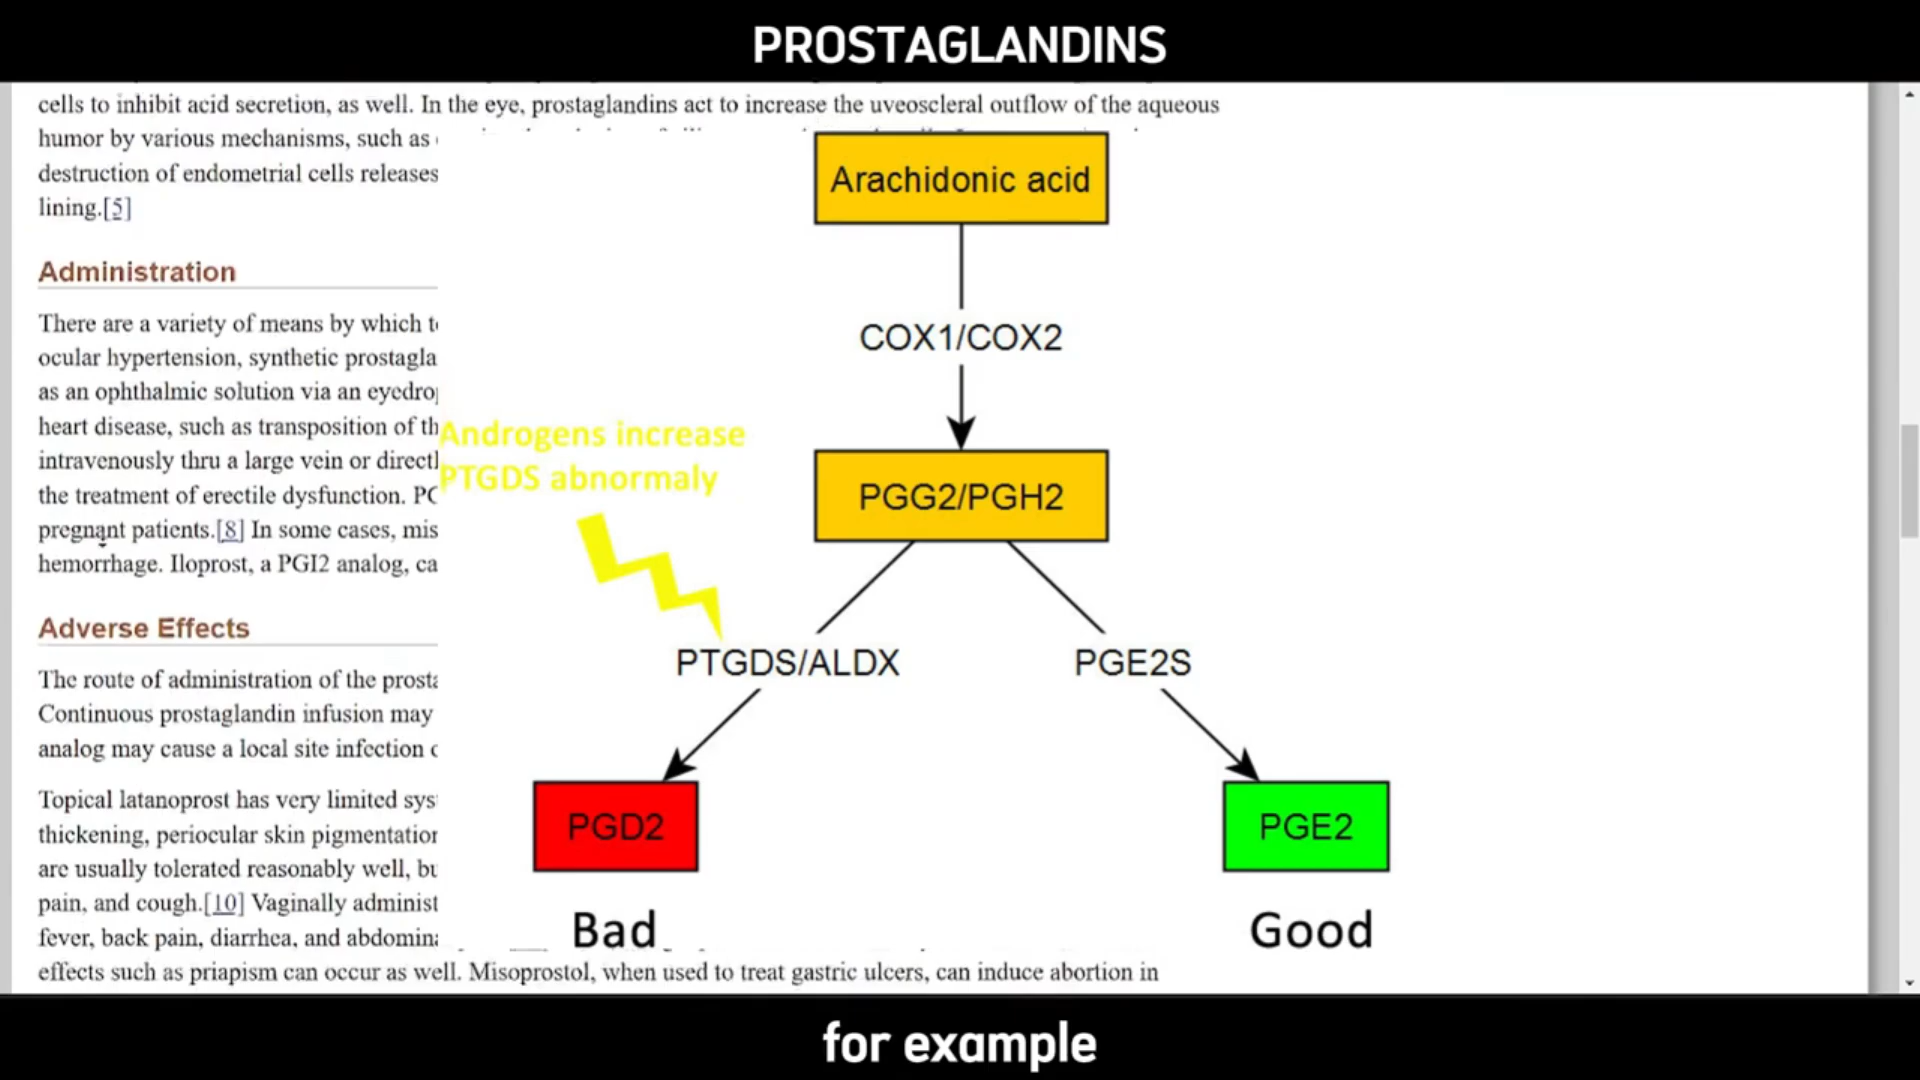 PROSTAGLANDINS
cells to inhibit acid secretion, as well. In the eye, prostaglandins act to increase the uveoscleral outflow of the aqueous
humor by various mechanisms, such as
destruction of endometrial cells releases
lining.[5]
Administration
There are a variety of means by which
ocular hypertension, synthetic prostagla
as an ophthalmic solution via an eyedro
heart disease, such as transposition of th
intravenously thru a large vein or directl
the treatment of erectile dysfunction.
pregnant patients.[8] In some cases, mis
hemorrhage. Iloprost, a PGI2 analog, ca
Adverse Effects
The route of administration of the prosta
Continuous prostaglandin infusion may
analog may cause a local site infection
Topical latanoprost has very limited sys
thickening, periocular skin pigmentation
are usually tolerated reasonably well, bu
pain, and cough.[10] Vaginally administ
fever, back pain, diarrhea, and abdomina
effects such as priapism can occur as well. Misoprostol, when used to treat gastric ulcers, can induce abortion in
Arachidonic acid
COX1/COX2
Androgens increase
PTGDS abnormaly
PGG2/PGH2
PTGDS/ALDX
PGE2S
PGD2
PGE2
Bad
Good
for example